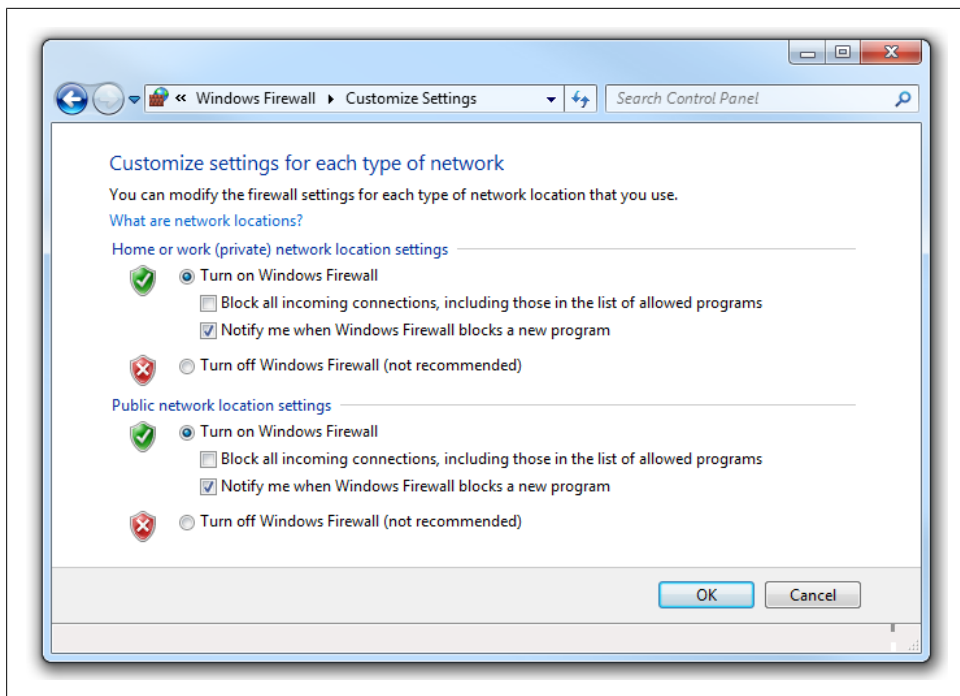 « Windows Firewall ▸ Customize Settings
Search Control Panel
Customize settings for each type of network
You can modify the firewall settings for each type of network location that you use.
What are network locations?
Home or work (private) network location settings
Turn on Windows Firewall
Block all incoming connections, including those in the list of allowed programs
Notify me when Windows Firewall blocks a new program
Turn off Windows Firewall (not recommended)
Public network location settings
Turn on Windows Firewall
Block all incoming connections, including those in the list of allowed programs
Notify me when Windows Firewall blocks a new program
Turn off Windows Firewall (not recommended)
OK
Cancel